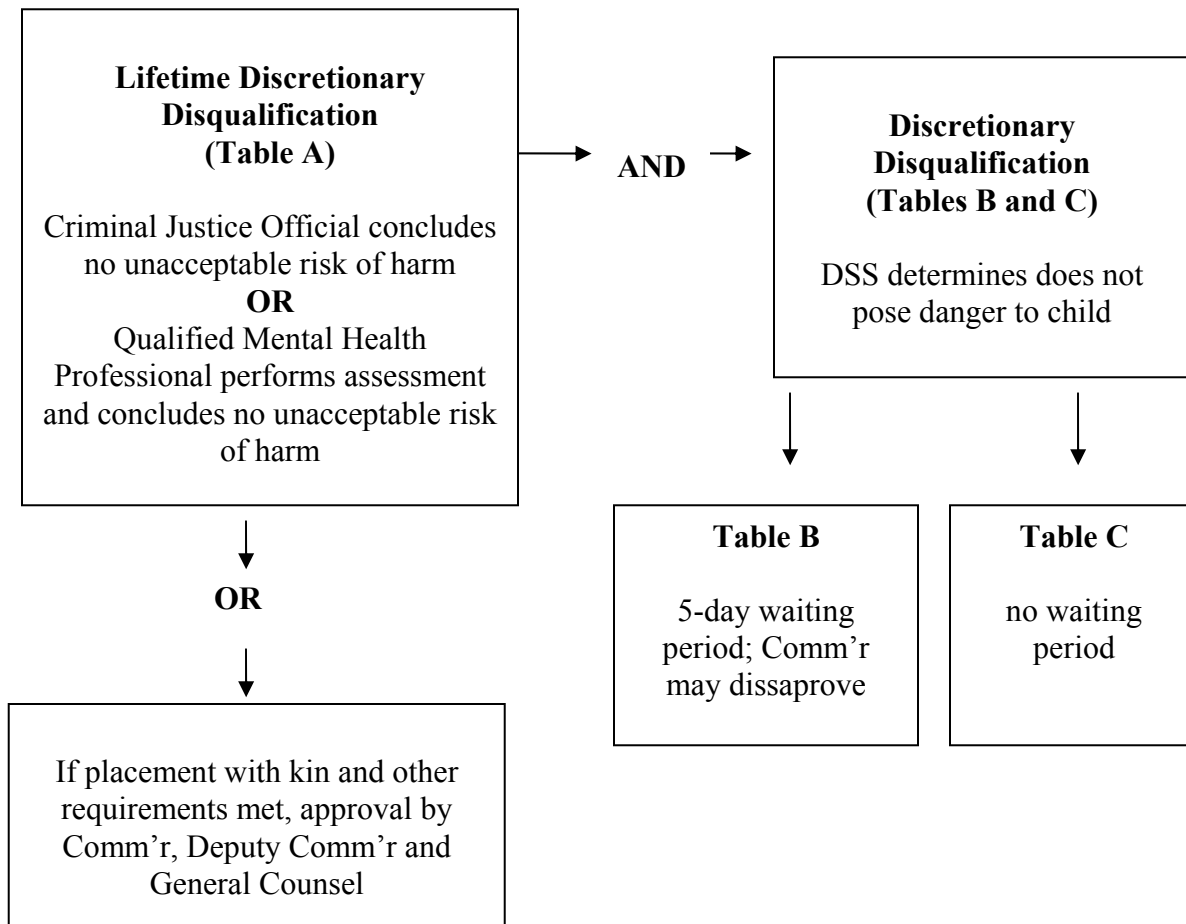 Lifetime Discretionary
Disqualification
(Table A)
Criminal Justice Official concludes
no unacceptable risk of harm
OR
Qualified Mental Health
Professional performs assessment
and concludes no unacceptable risk
of harm
AND
Discretionary
Disqualification
(Tables B and C)
DSS determines does not
pose danger to child
OR
Table B
5-day waiting
period; Comm’r
may dissaprove
Table C
no waiting
period
If placement with kin and other
requirements met, approval by
Comm’r, Deputy Comm’r and
General Counsel